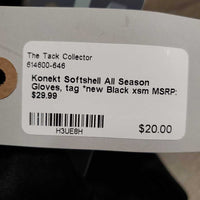 The Tack Collector
614600-646
Konekt Softshell All Season
Gloves, tag *new Black xsm MSRP:
$29.99
H3UE8H
$20.00